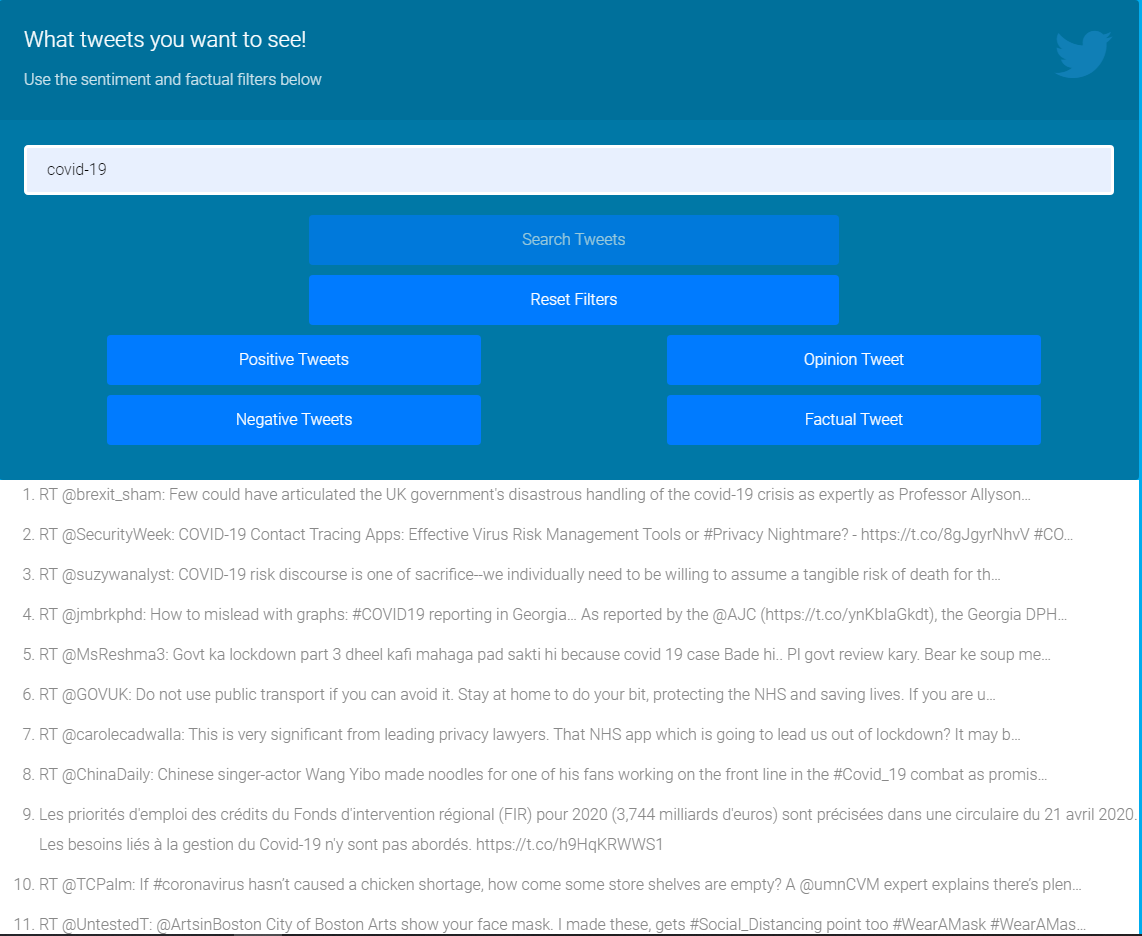 What tweets you want to see!
Use the sentiment and factual filters below
covid-19
Search Tweets
Reset Filters
Positive Tweets
Opinion Tweet
Negative Tweets
Factual Tweet
1. RT @brexit_sham: Few could have articulated the UK government's disastrous handling of the covid-19 crisis as expertly as Professor Allyson…
2. RT @SecurityWeek: COVID-19 Contact Tracing Apps: Effective Virus Risk Management Tools or #Privacy Nightmare? - https://t.co/8gJgyrNhvV #CO…
3. RT @suzywanalyst: COVID-19 risk discourse is one of sacrifice--we individually need to be willing to assume a tangible risk of death for th…
4. RT @jmbrkphd: How to mislead with graphs: #COVID19 reporting in Georgia… As reported by the @AJC (https://t.co/ynKbIaGkdt), the Georgia DPH…
5. RT @MsReshma3: Govt ka lockdown part 3 dheel kafi mahaga pad sakti hi because covid 19 case Bade hi.. Pl govt review kary. Bear ke soup me…
6. RT @GOVUK: Do not use public transport if you can avoid it. Stay at home to do your bit, protecting the NHS and saving lives. If you are u…
7. RT @carolecadwalla: This is very significant from leading privacy lawyers. That NHS app which is going to lead us out of lockdown? It may b…
8. RT @ChinaDaily: Chinese singer-actor Wang Yibo made noodles for one of his fans working on the front line in the #Covid_19 combat as promis…
9. Les priorités d'emploi des crédits du Fonds d'intervention régional (FIR) pour 2020 (3,744 milliards d'euros) sont précisées dans une circulaire du 21 avril 2020.
Les besoins liés à la gestion du Covid-19 n'y sont pas abordés. https://t.co/h9HqKRWWS1
10. RT @TCPalm: If #coronavirus hasn't caused a chicken shortage, how come some store shelves are empty? A @umnCVM expert explains there's plen…
11. RT @UntestedT: @ArtsinBoston City of Boston Arts show your face mask. I made these, gets #Social_Distancing point too #WearAMask #WearAMas…